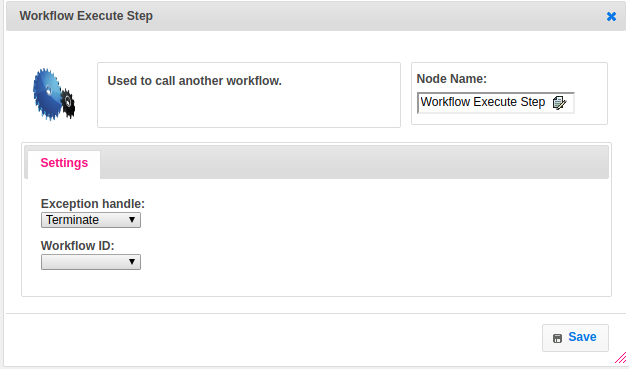 Workflow Execute Step
Used to call another workflow.
Node Name:
Workflow Execute Step
Settings
Exception handle:
Terminate
Workflow ID:
Save